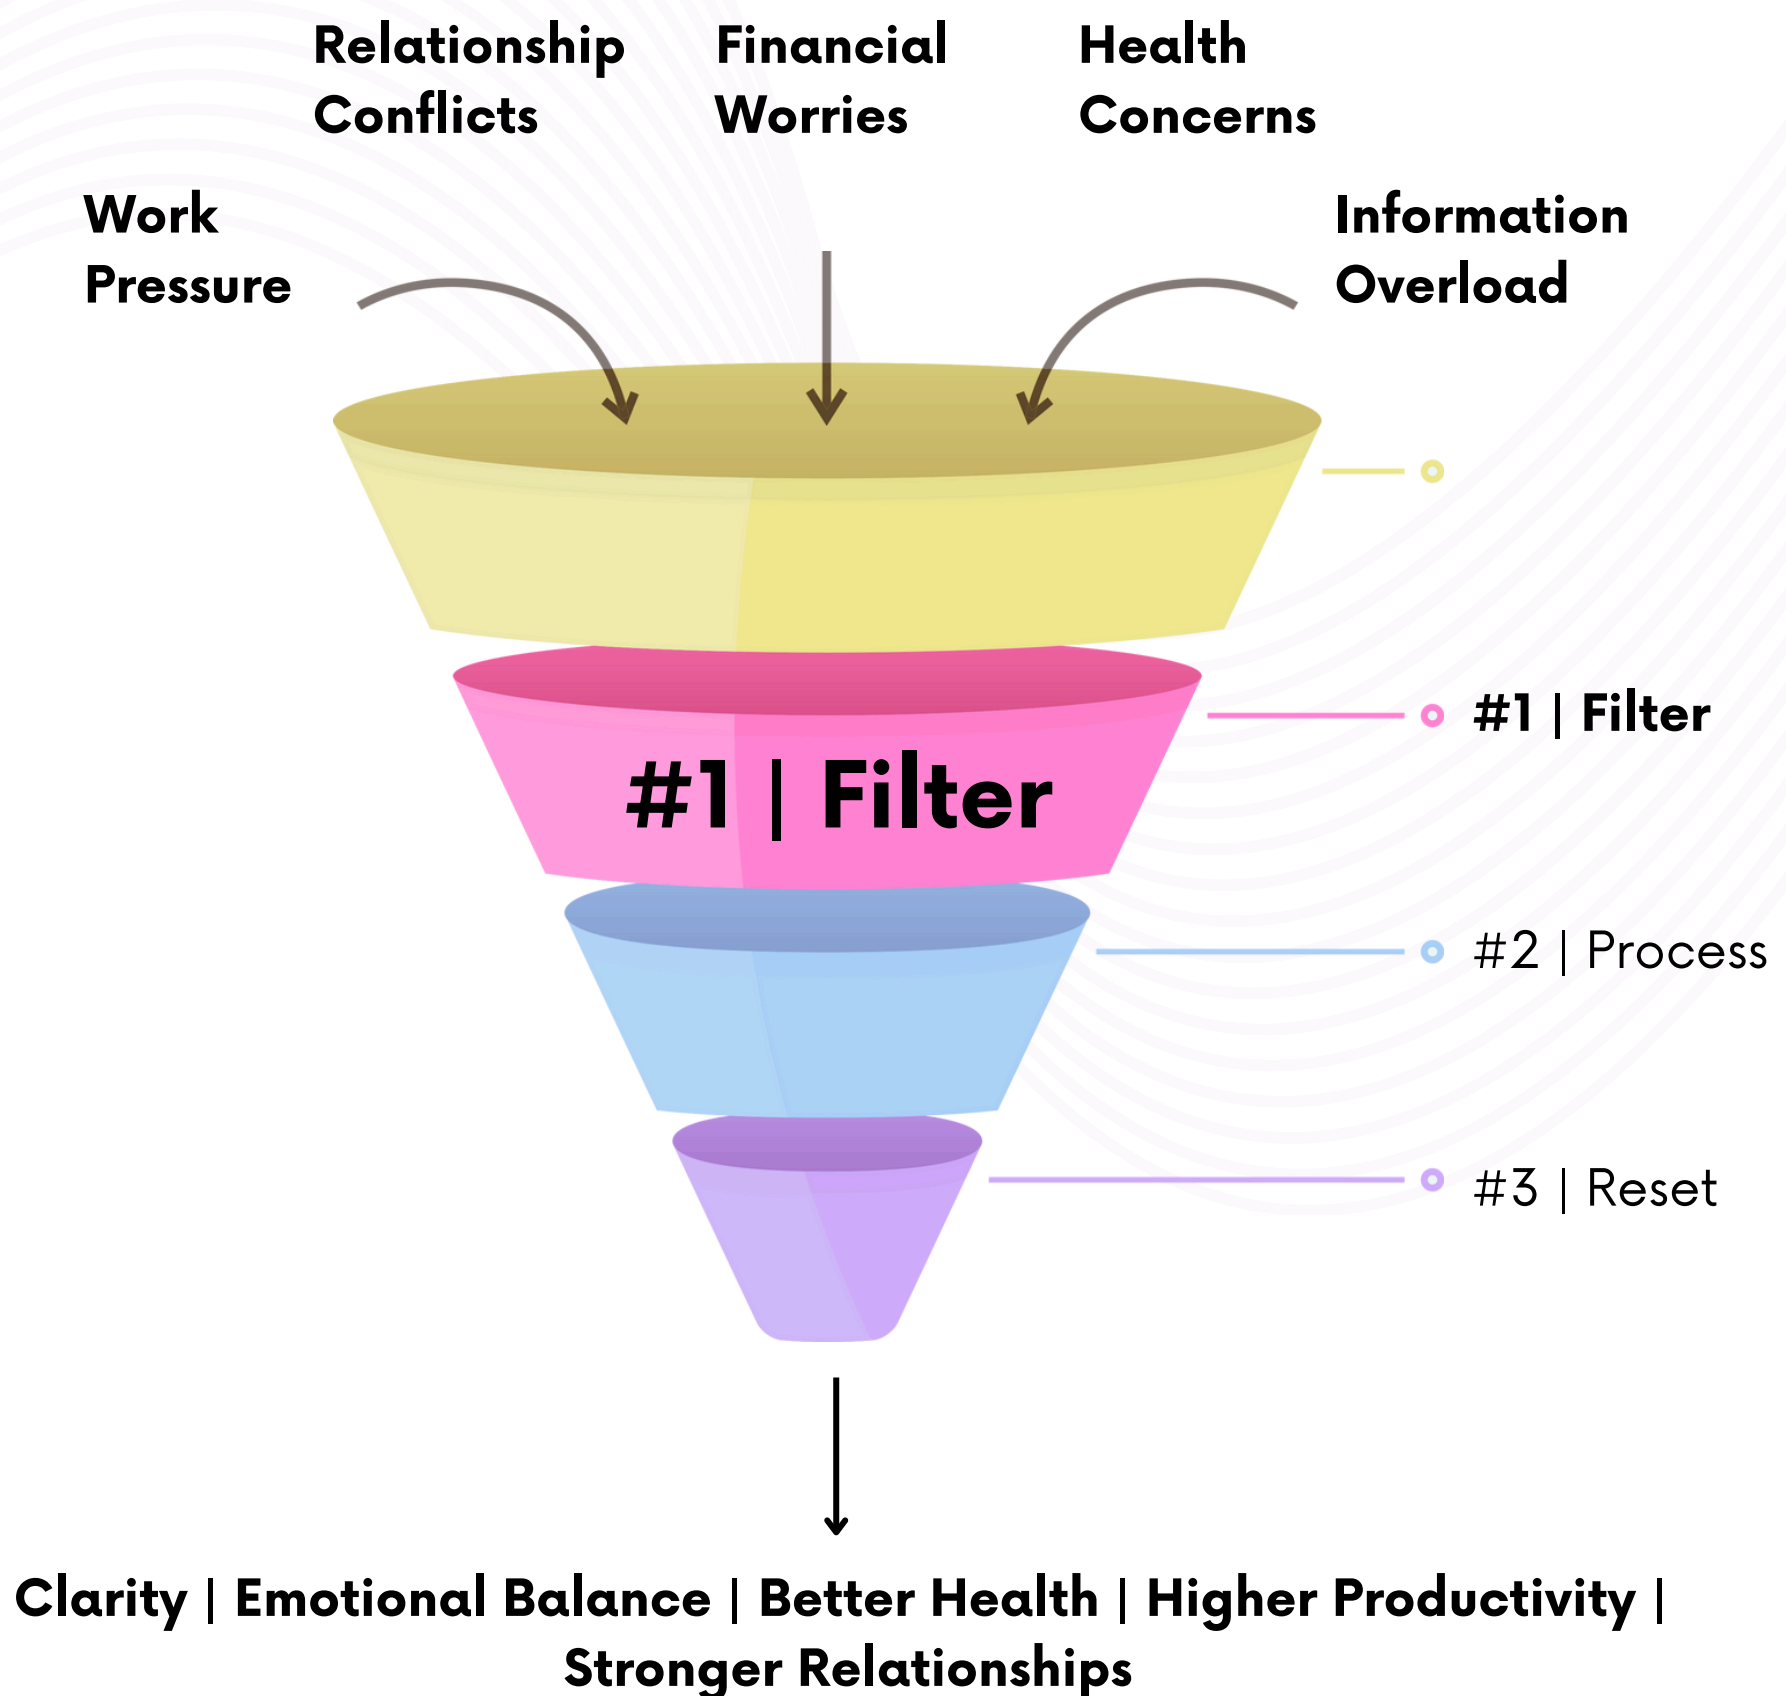 Relationship
Conflicts
Financial
Worries
Health
Concerns
Work
Pressure
Information
Overload
#1 | Filter
#1 | Filter
#2 | Process
#3 | Reset
Clarity | Emotional Balance | Better Health | Higher Productivity |
Stronger Relationships